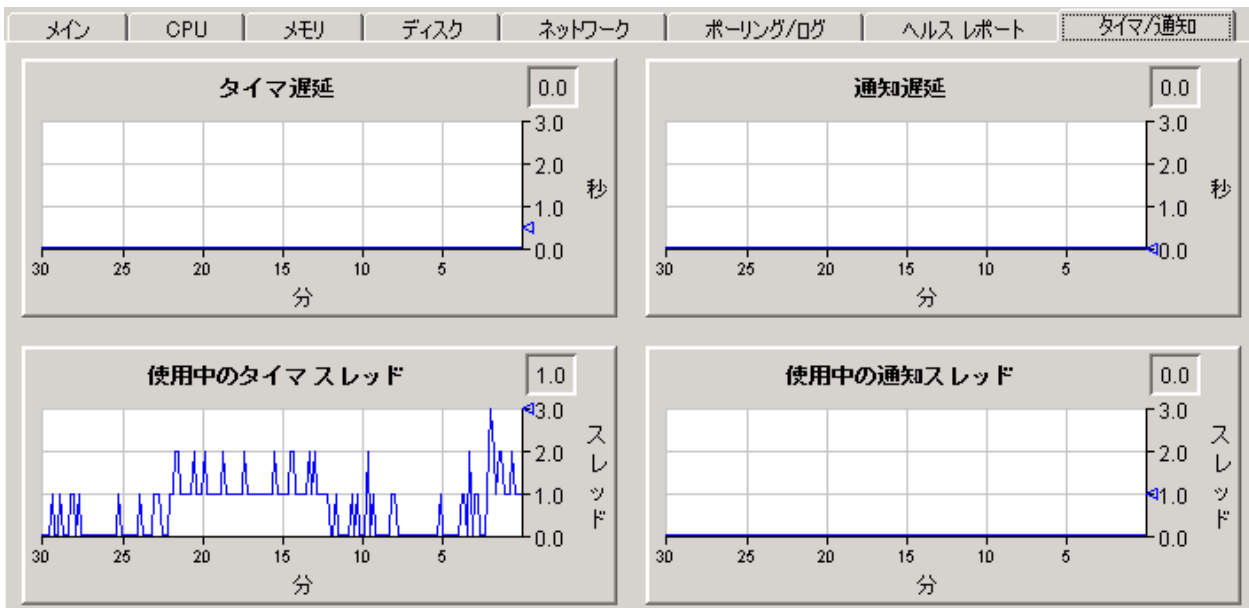 メイン CPU メモリ ディスク ネットワーク ポーリング/ログ ヘルス レポート タイマ/通知
タイマ遅延 0.0
3.0
2.0
1.0
0.0
秒
30 25 20 15 10 5
分
通知遅延 0.0
3.0
2.0
1.0
0.0
秒
30 25 20 15 10 5
分
使用中のタイマ スレッド 1.0
3.0
2.0
1.0
0.0
スレッド
30 25 20 15 10 5
分
使用中の通知スレッド 0.0
3.0
2.0
1.0
0.0
スレッド
30 25 20 15 10 5
分